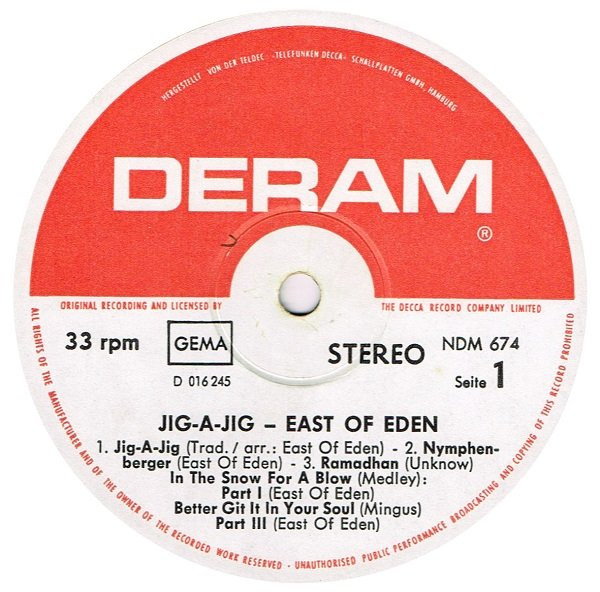 HERGESTELLT VON DER TELDEC »TELEFUNKEN DECCA« SCHALLPLATTEN GMBH, HAMBURG
DERAM
®
ORIGINAL RECORDING AND LICENSED BY THE DECCA RECORD COMPANY LIMITED
33 rpm
GEMA
STEREO
NDM 674
D 016 245
Seite 1
JIG-A-JIG – EAST OF EDEN
1. Jig-A-Jig (Trad. / arr.: East Of Eden) - 2. Nymphen-
berger (East Of Eden) - 3. Ramadhan (Unknow)
In The Snow For A Blow (Medley):
Part I (East Of Eden)
Better Git It In Your Soul (Mingus)
Part III (East Of Eden)
ALL RIGHTS OF THE MANUFACTURER AND OF THE OWNER OF THE RECORDED WORK RESERVED - UNAUTHORISED PUBLIC PERFORMANCE BROADCASTING AND COPYING OF THIS RECORD PROHIBITED